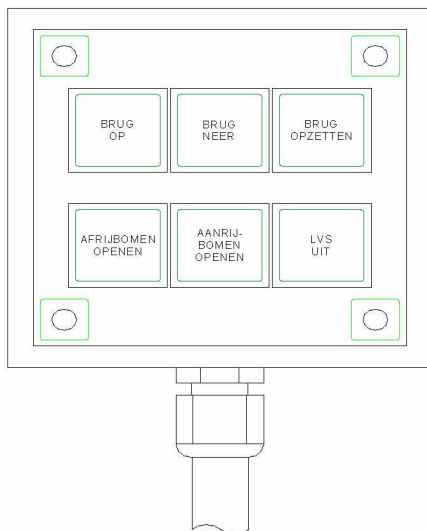 BRUG
OP
BRUG
NEER
BRUG
OPZETTEN
AFRIJBOMEN
OPENEN
AANRIJ-
BOMEN
OPENEN
LVS
UIT